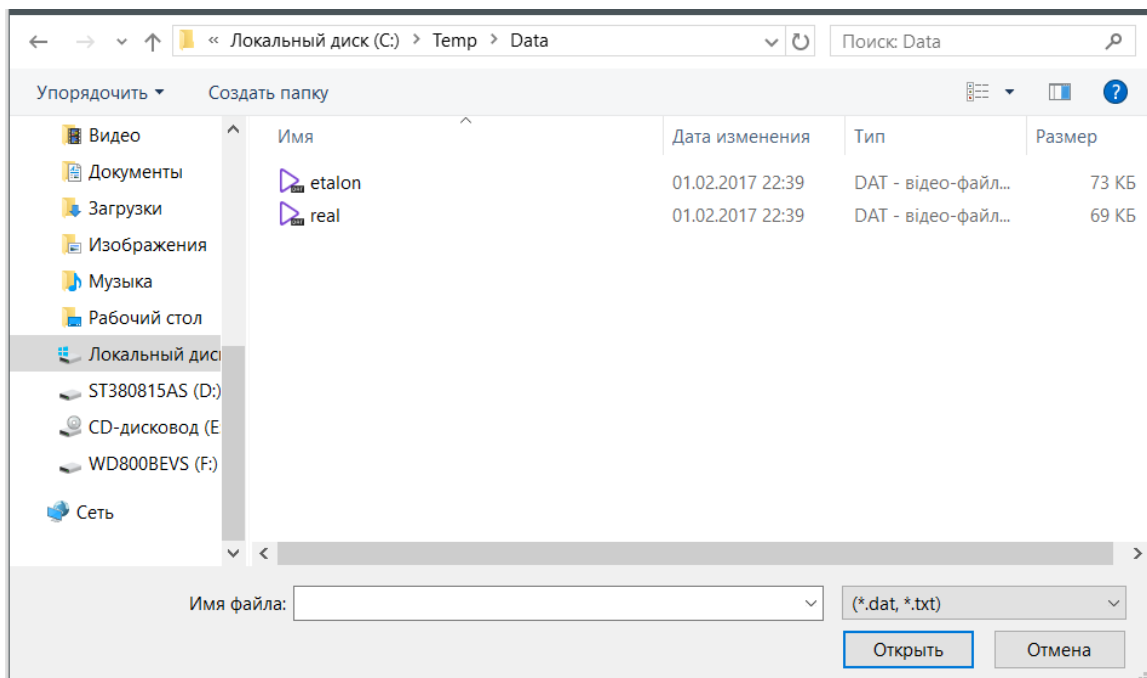 « Локальный диск (C:) > Temp > Data
Поиск: Data
Упорядочить
Создать папку
Видео
Документы
Загрузки
Изображения
Музыка
Рабочий стол
Локальный диск
ST380815AS (D:)
CD-дисковод (E
WD800BEVS (F:)
Сеть
Имя Дата изменения Тип Размер
etalon 01.02.2017 22:39 DAT - відео-файл... 73 КБ
real 01.02.2017 22:39 DAT - відео-файл... 69 КБ
Имя файла:
(*.dat, *.txt)
Открыть
Отмена